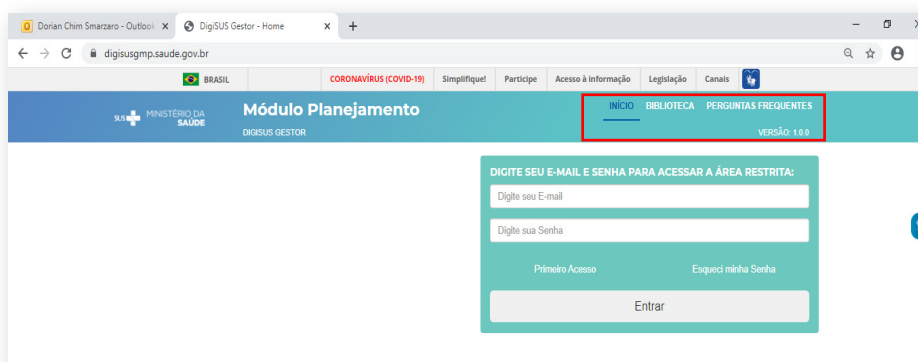 Dorian Chim Smarzaro - Outlook
DigiSUS Gestor - Home
digisusgmp.saude.gov.br
BRASIL CORONAVÍRUS (COVID-19) Simplifique! Participe Acesso à informação Legislação Canais
SUS MINISTÉRIO DA SAÚDE
Módulo Planejamento
DIGISUS GESTOR
INÍCIO BIBLIOTECA PERGUNTAS FREQUENTES
VERSÃO: 1.0.0
DIGITE SEU E-MAIL E SENHA PARA ACESSAR A ÁREA RESTRITA:
Digite seu E-mail
Digite sua Senha
Primeiro Acesso Esqueci minha Senha
Entrar